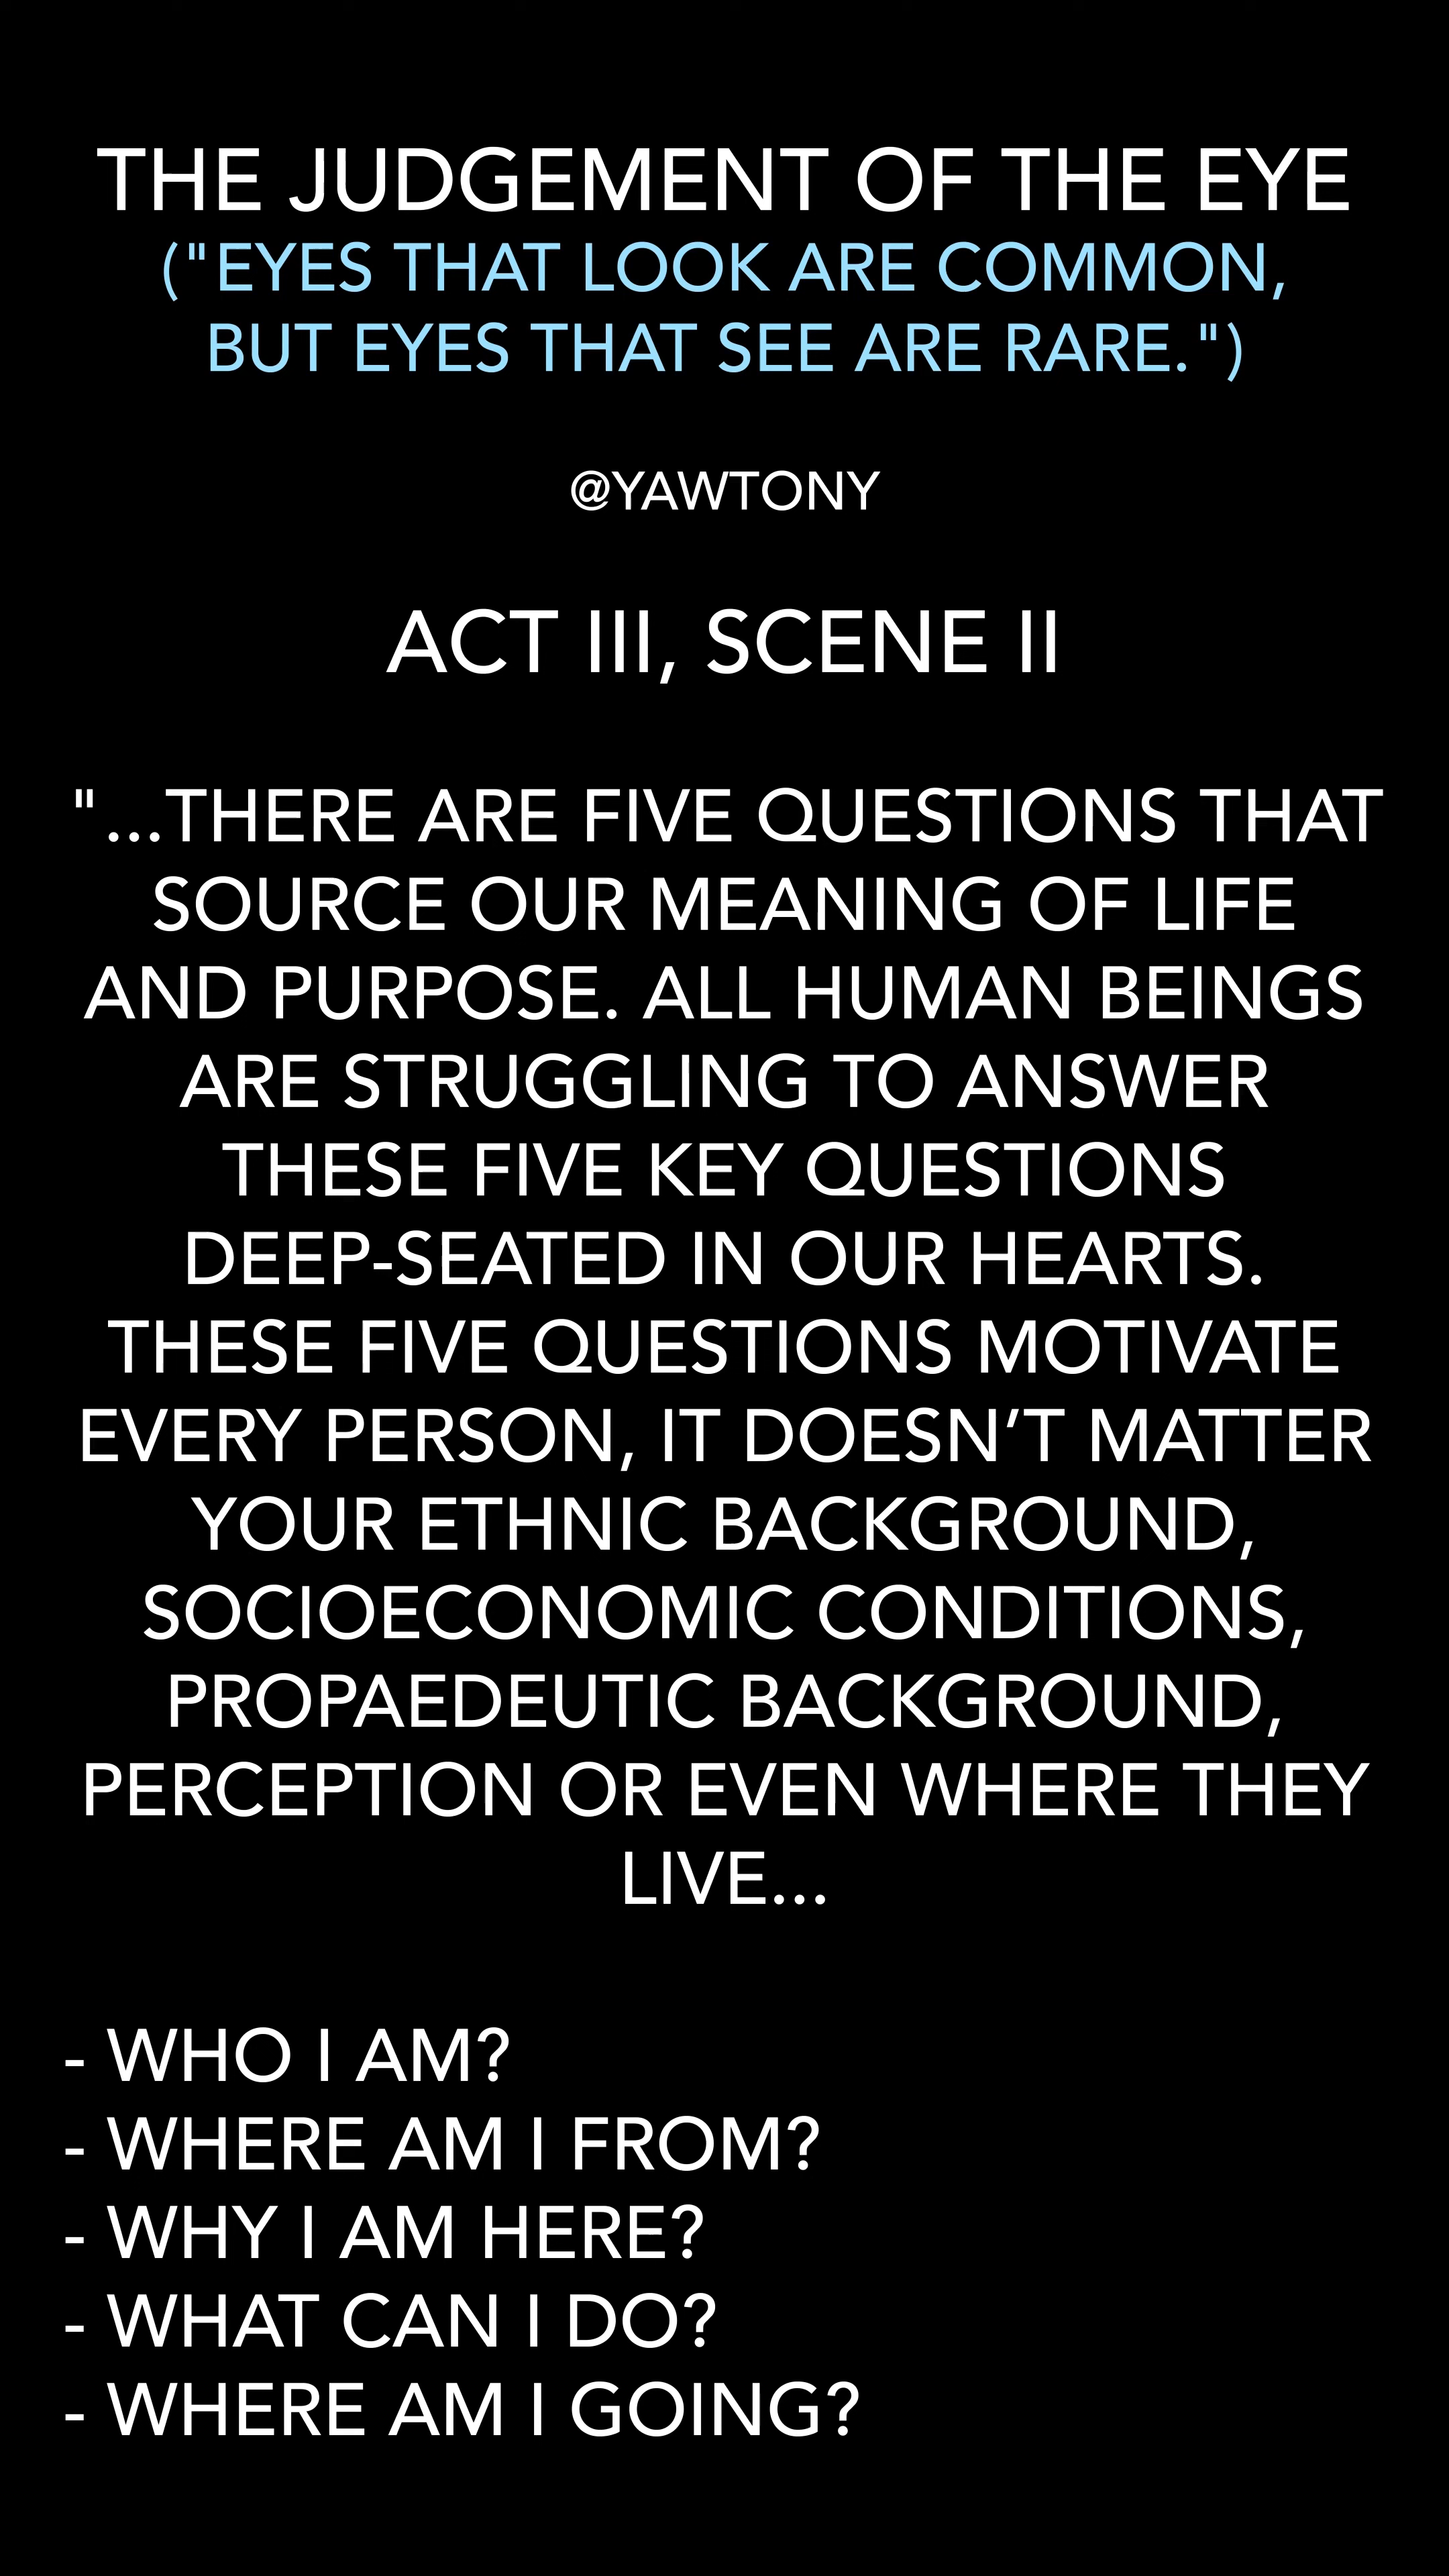 THE JUDGEMENT OF THE EYE
("EYES THAT LOOK ARE COMMON,
BUT EYES THAT SEE ARE RARE.")
@YAWTONY
ACT III, SCENE II
"...THERE ARE FIVE QUESTIONS THAT
SOURCE OUR MEANING OF LIFE
AND PURPOSE. ALL HUMAN BEINGS
ARE STRUGGLING TO ANSWER
THESE FIVE KEY QUESTIONS
DEEP-SEATED IN OUR HEARTS.
THESE FIVE QUESTIONS MOTIVATE
EVERY PERSON, IT DOESN’T MATTER
YOUR ETHNIC BACKGROUND,
SOCIOECONOMIC CONDITIONS,
PROPAEDEUTIC BACKGROUND,
PERCEPTION OR EVEN WHERE THEY
LIVE...
- WHO I AM?
- WHERE AM I FROM?
- WHY I AM HERE?
- WHAT CAN I DO?
- WHERE AM I GOING?